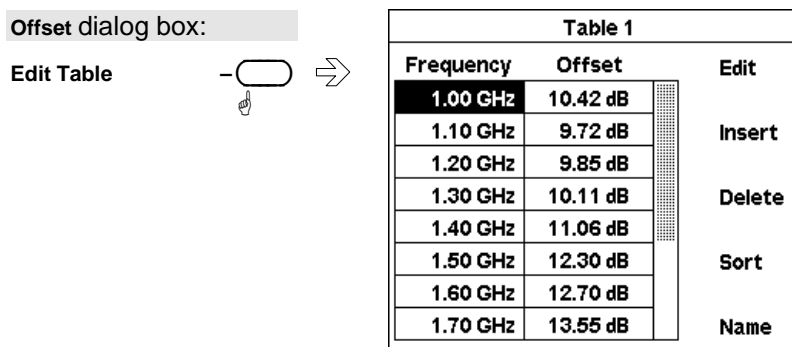 Offset dialog box:
Edit Table
Table 1
Frequency Offset
1.00 GHz 10.42 dB
1.10 GHz 9.72 dB
1.20 GHz 9.85 dB
1.30 GHz 10.11 dB
1.40 GHz 11.06 dB
1.50 GHz 12.30 dB
1.60 GHz 12.70 dB
1.70 GHz 13.55 dB
Edit
Insert
Delete
Sort
Name